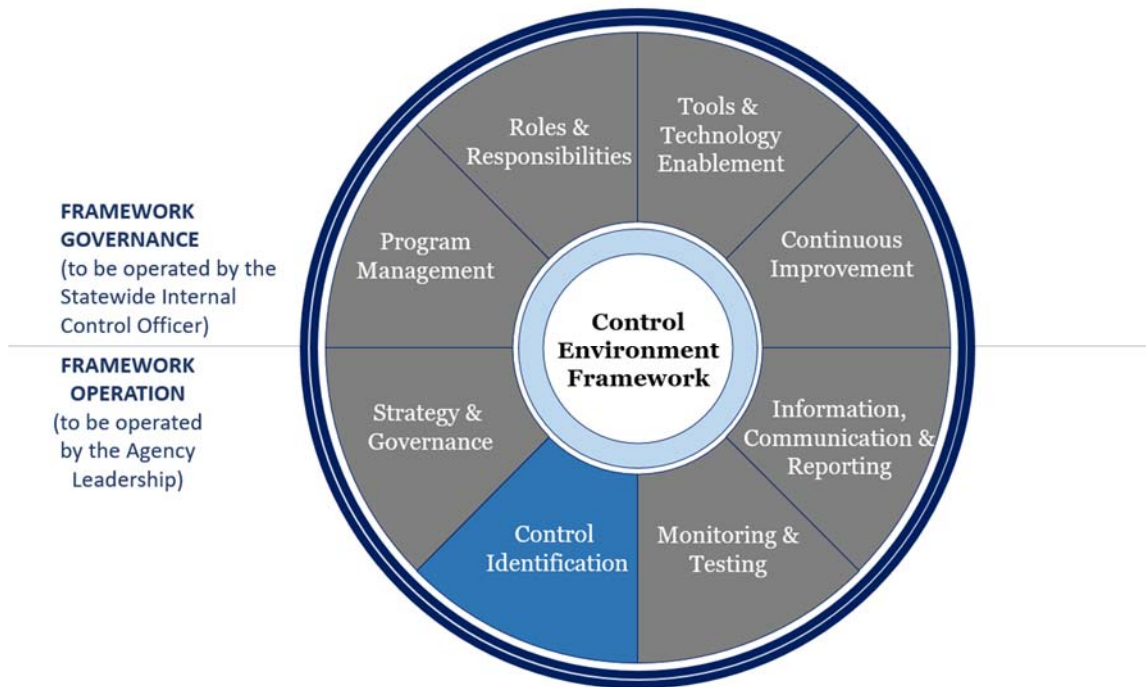 Roles &
Responsibilities
Tools &
Technology
Enablement
FRAMEWORK
GOVERNANCE
(to be operated by the
Statewide Internal
Control Officer)
Program
Management
Continuous
Improvement
Control
Environment
Framework
FRAMEWORK
OPERATION
(to be operated
by the Agency
Leadership)
Strategy &
Governance
Information,
Communication &
Reporting
Control
Identification
Monitoring &
Testing